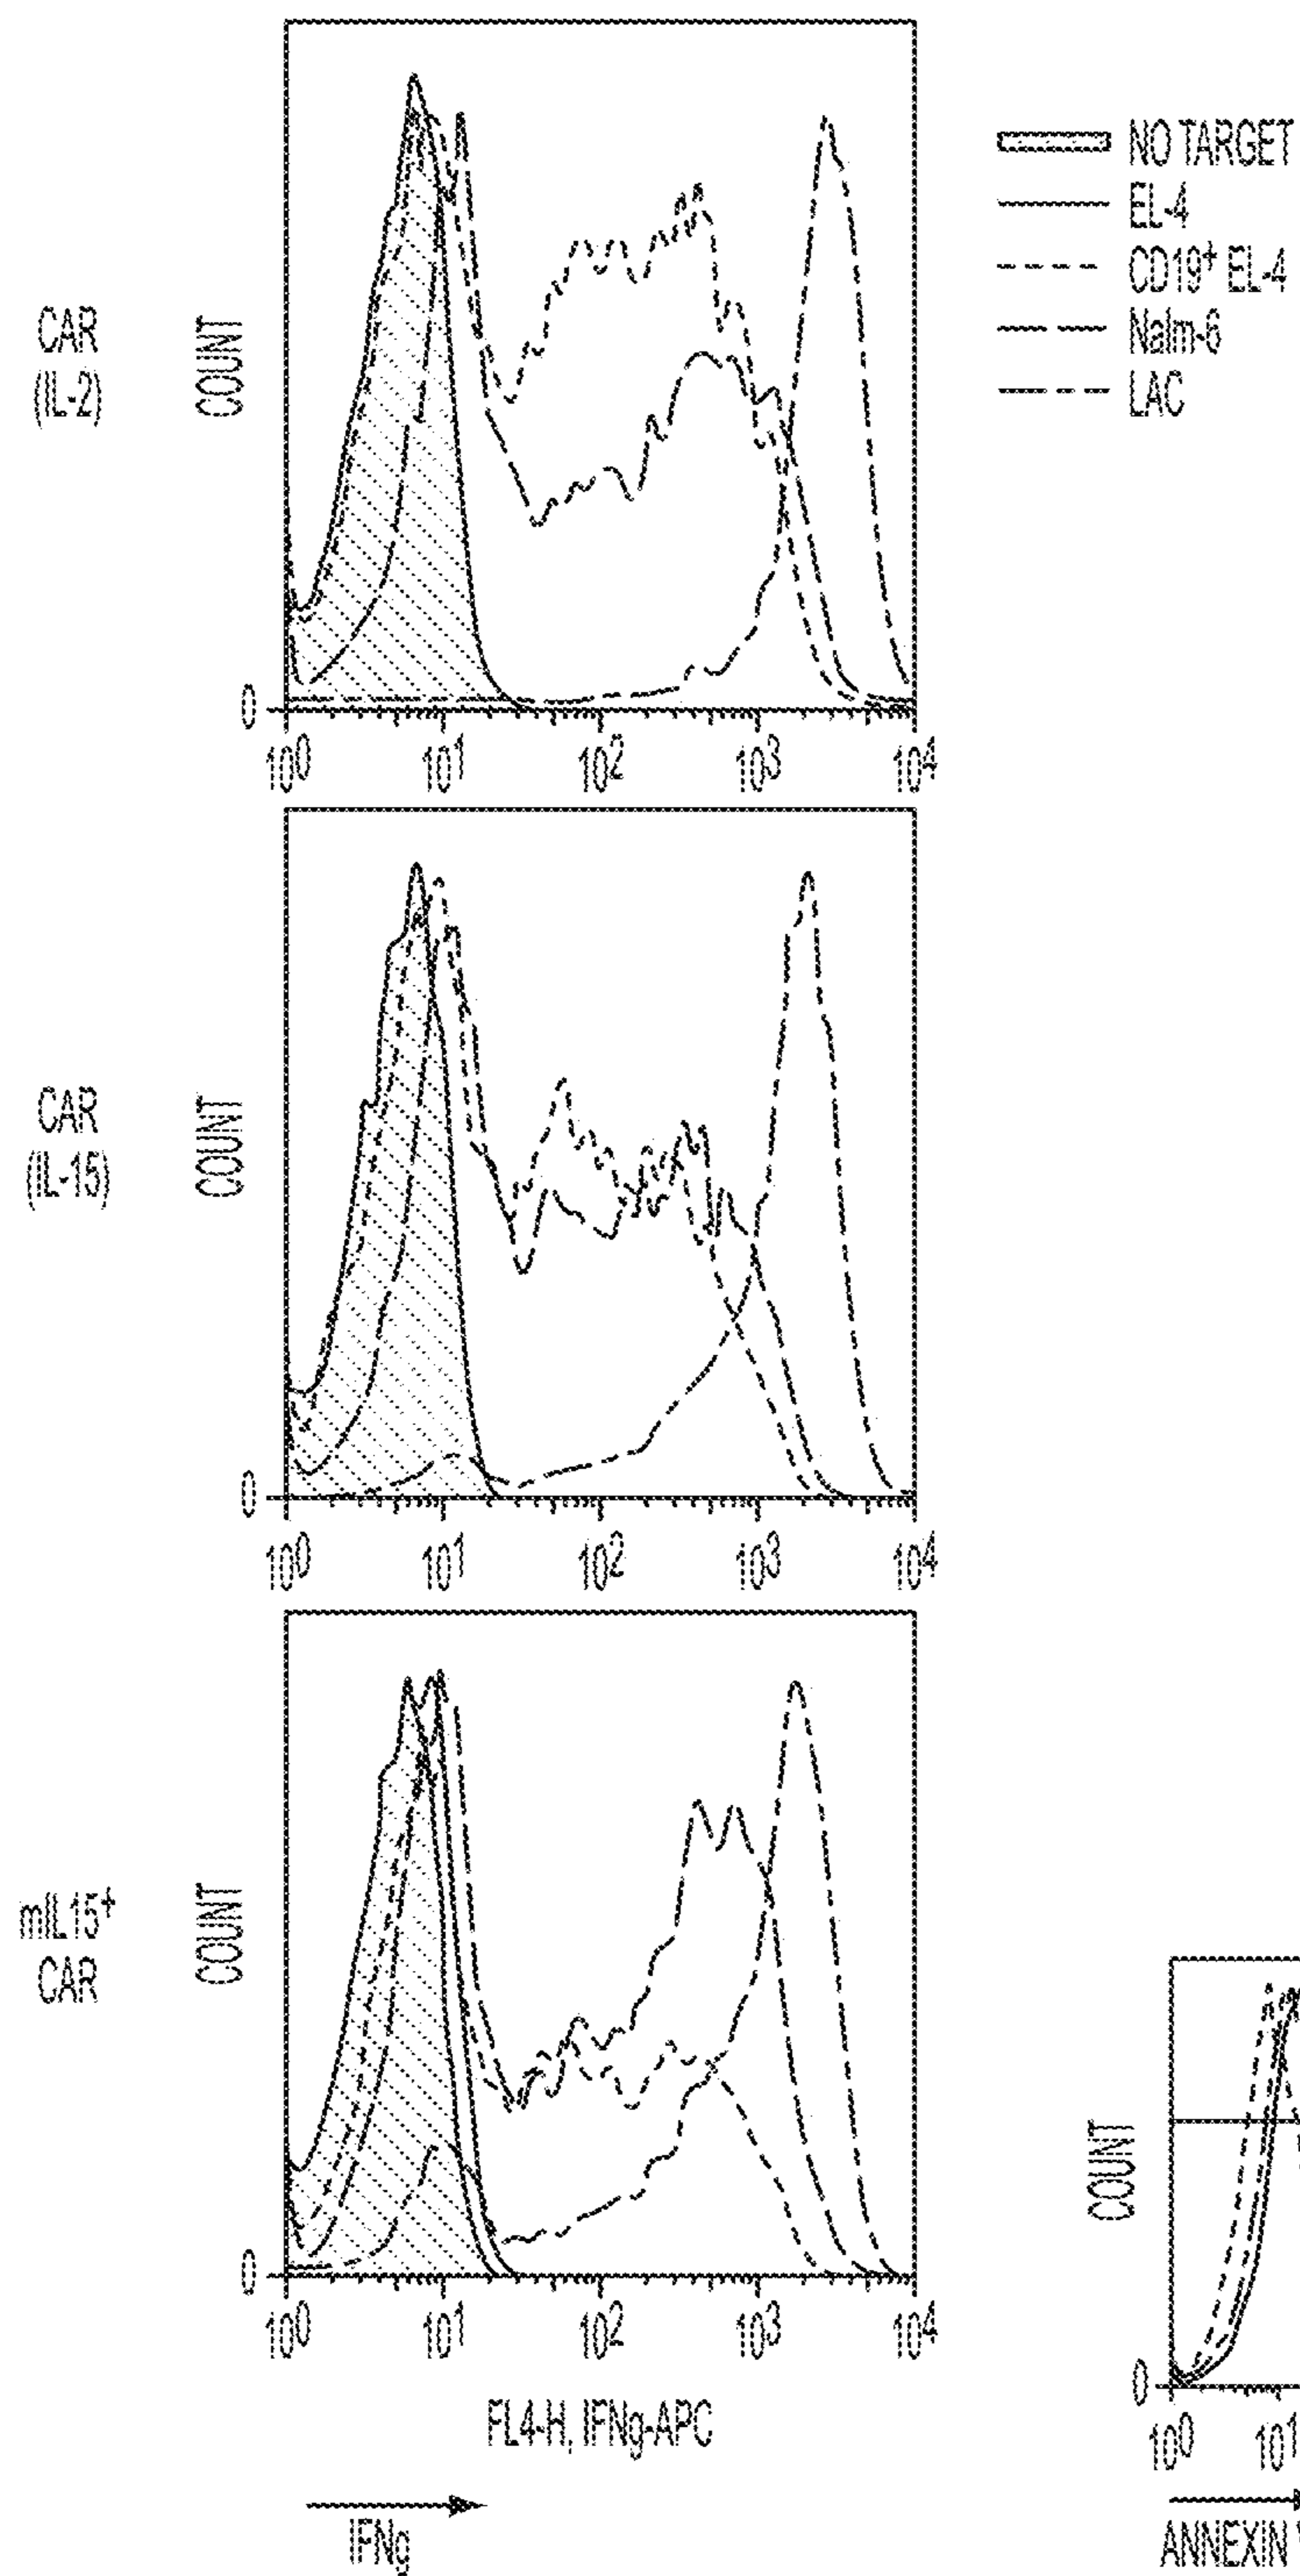 NO TARGET
EL-4
CD19+ EL-4
Nalm-6
LAC
CAR
(IL-2)
COUNT
0
10^0 10^1 10^2 10^3 10^4
CAR
(IL-15)
COUNT
0
10^0 10^1 10^2 10^3 10^4
mIL15+
CAR
COUNT
0
10^0 10^1 10^2 10^3 10^4
FL4-H, IFNg-APC
IFNg
COUNT
0
10^0 10^1
ANNEXIN